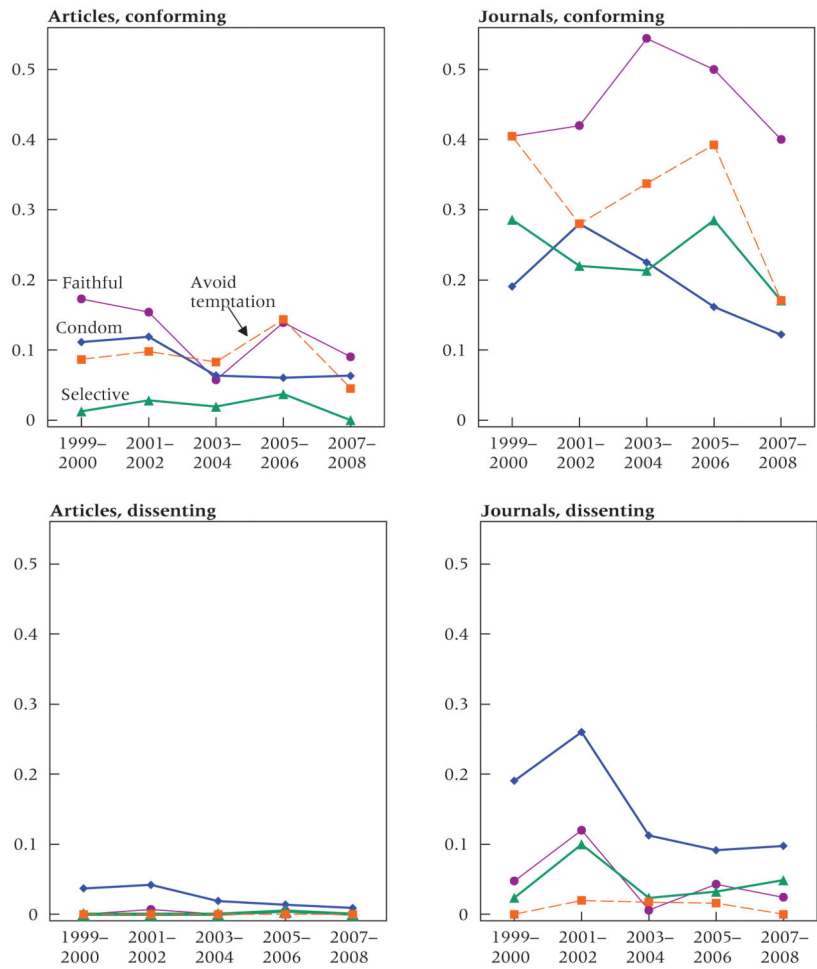 Articles, conforming
0.5
0.4
0.3
0.2
0.1
0
Faithful
Condom
Selective
Avoid
temptation
1999– 2001– 2003– 2005– 2007–
2000 2002 2004 2006 2008
Journals, conforming
0.5
0.4
0.3
0.2
0.1
0
1999– 2001– 2003– 2005– 2007–
2000 2002 2004 2006 2008
Articles, dissenting
0.5
0.4
0.3
0.2
0.1
0
1999– 2001– 2003– 2005– 2007–
2000 2002 2004 2006 2008
Journals, dissenting
0.5
0.4
0.3
0.2
0.1
0
1999– 2001– 2003– 2005– 2007–
2000 2002 2004 2006 2008